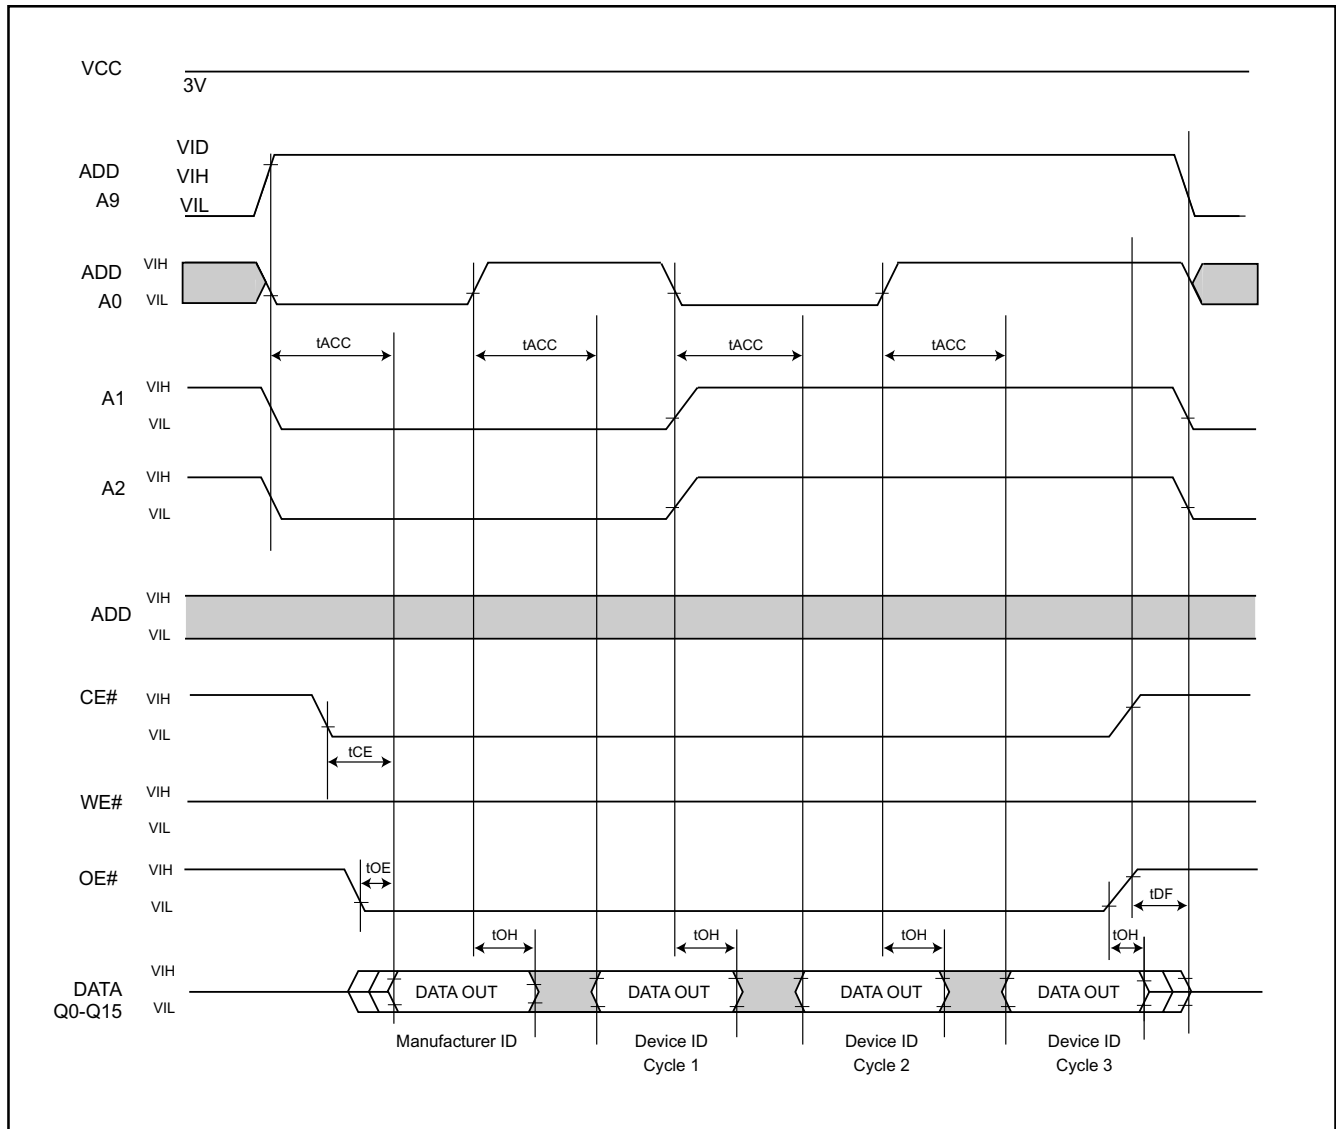 VCC
3V
VID
ADD
VIH
A9
VIL
ADD
VIH
A0
VIL
tACC tACC tACC tACC
A1
VIH
VIL
A2
VIH
VIL
ADD
VIH
VIL
CE#
VIH
VIL
tCE
WE#
VIH
VIL
OE#
VIH
VIL
tOE
tDF
tOH tOH tOH tOH
DATA
Q0-Q15
VIH
VIL
DATA OUT DATA OUT DATA OUT DATA OUT
Manufacturer ID
Device ID
Cycle 1
Device ID
Cycle 2
Device ID
Cycle 3